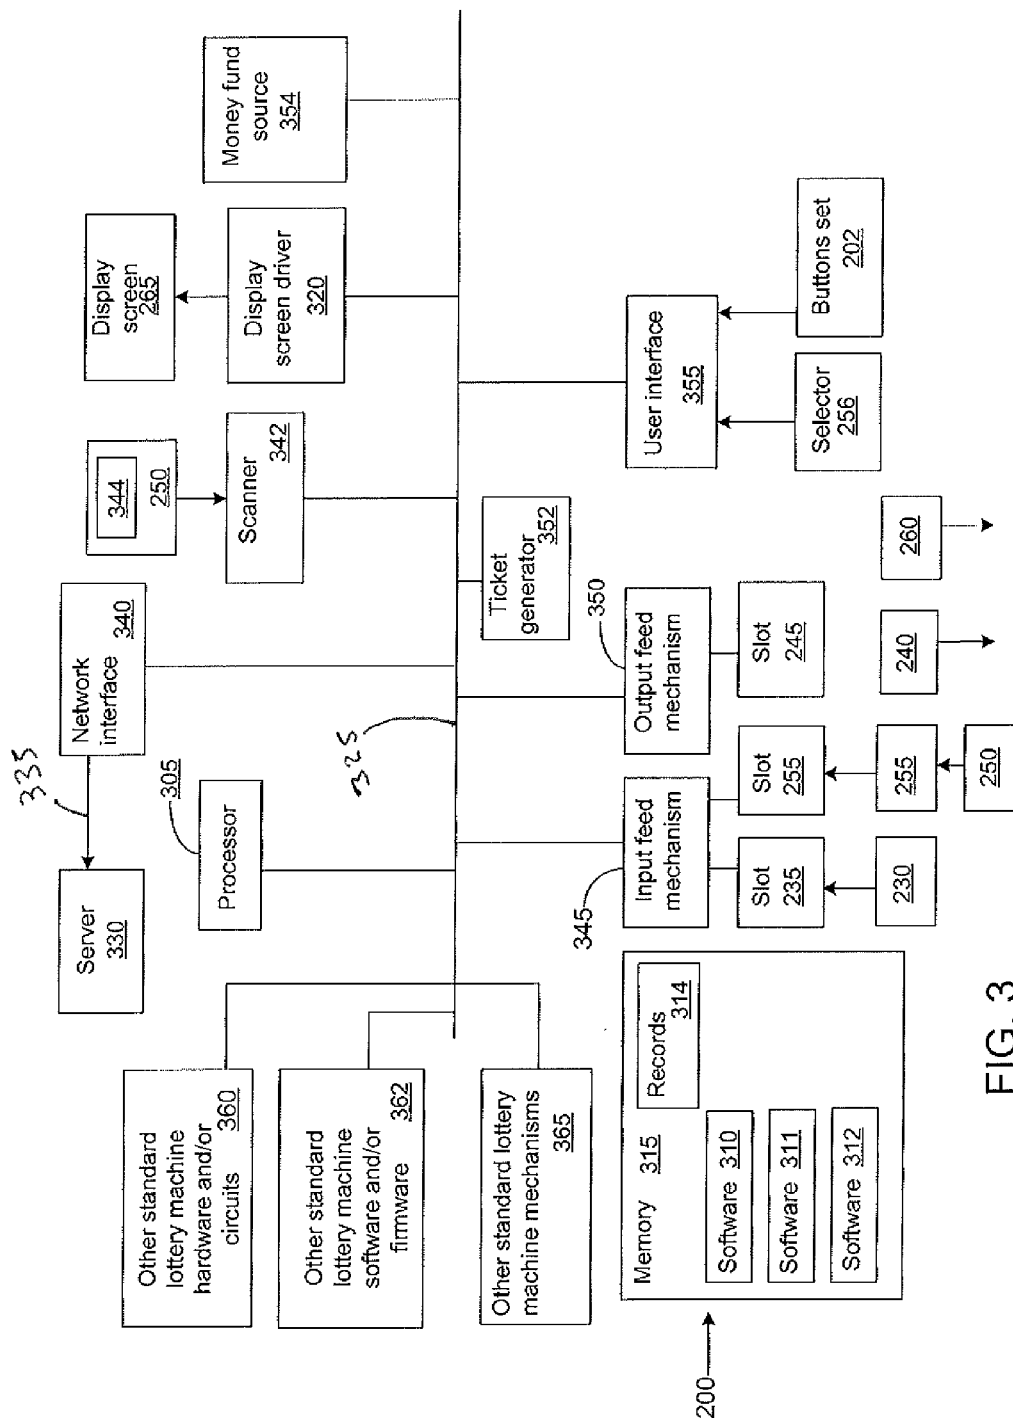 Other standard
lottery machine
hardware and/or
circuits 360
Other standard
lottery machine
software and/or
firmware 362
Other standard lottery
machine mechanisms
365
Server
330
335
Network
interface 340
Processor
305
325
344
250
Scanner
342
Display
screen
265
Display
screen driver
320
Money fund
source
354
Ticket
generator 352
200
Memory 315
Records
314
Software 310
Software 311
Software 312
345
Input feed
mechanism
Slot
235
230
Slot
255
255
250
350
Output feed
mechanism
Slot
245
240
260
User interface
355
Selector
256
Buttons set
202
FIG. 3